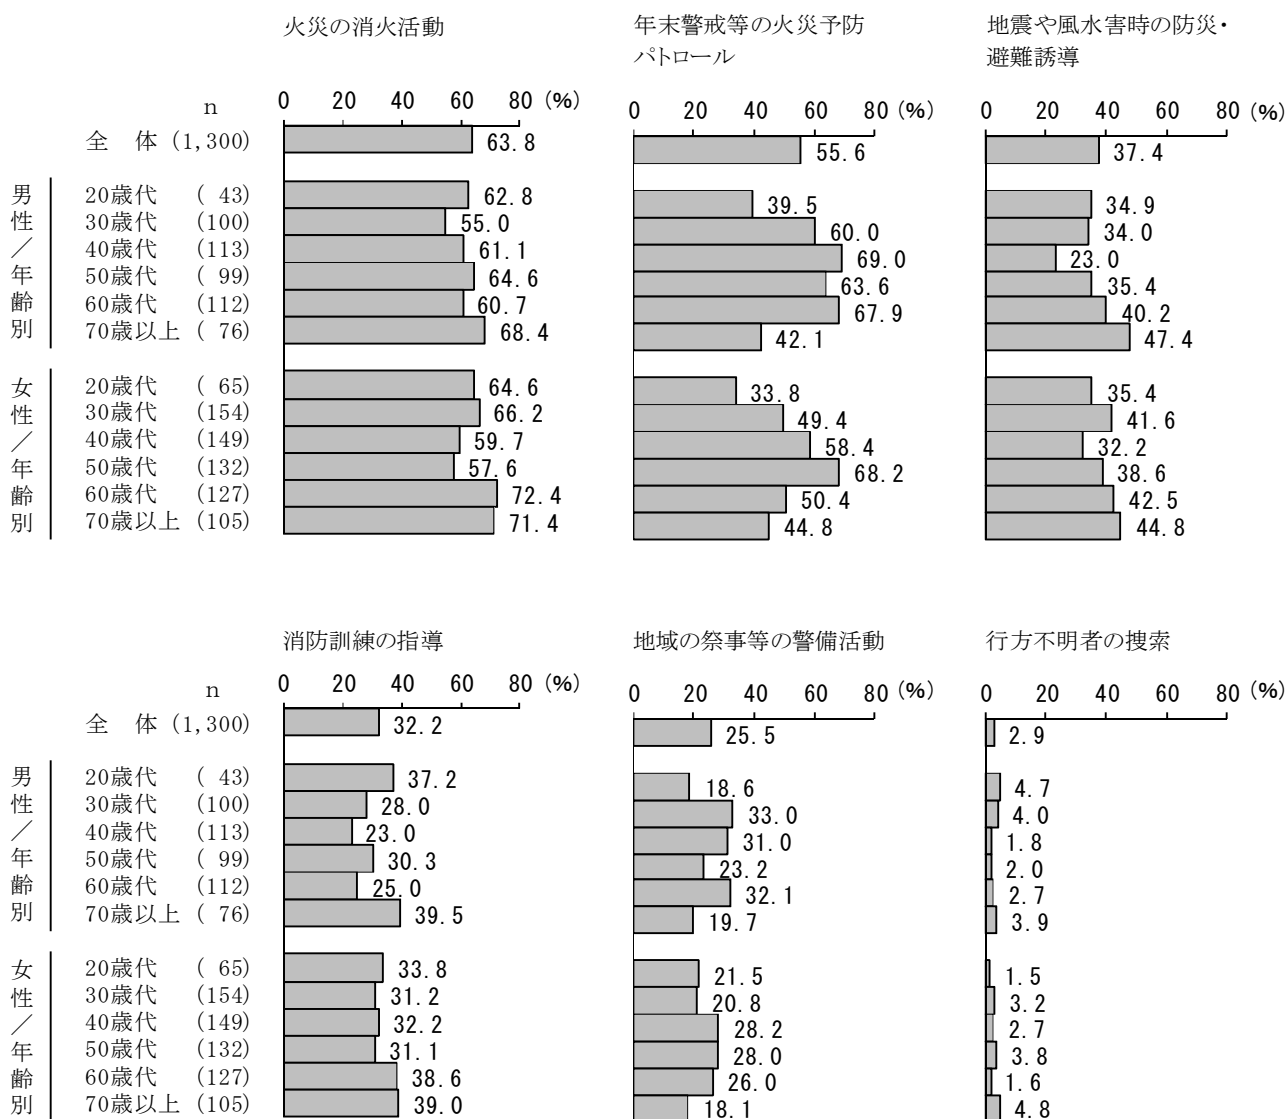 火災の消火活動
年末警戒等の火災予防
パトロール
地震や風水害時の防災・
避難誘導
n
0 20 40 60 80 (%)
0 20 40 60 80 (%)
0 20 40 60 80 (%)
全 体 (1,300) 63.8 55.6 37.4
男性/年齢別
20歳代 ( 43) 62.8 39.5 34.9
30歳代 (100) 55.0 60.0 34.0
40歳代 (113) 61.1 69.0 23.0
50歳代 ( 99) 64.6 63.6 35.4
60歳代 (112) 60.7 67.9 40.2
70歳以上 ( 76) 68.4 42.1 47.4
女性/年齢別
20歳代 ( 65) 64.6 33.8 35.4
30歳代 (154) 66.2 49.4 41.6
40歳代 (149) 59.7 58.4 32.2
50歳代 (132) 57.6 68.2 38.6
60歳代 (127) 72.4 50.4 42.5
70歳以上 (105) 71.4 44.8 44.8
消防訓練の指導
地域の祭事等の警備活動
行方不明者の捜索
n
0 20 40 60 80 (%)
0 20 40 60 80 (%)
0 20 40 60 80 (%)
全 体 (1,300) 32.2 25.5 2.9
男性/年齢別
20歳代 ( 43) 37.2 18.6 4.7
30歳代 (100) 28.0 33.0 4.0
40歳代 (113) 23.0 31.0 1.8
50歳代 ( 99) 30.3 23.2 2.0
60歳代 (112) 25.0 32.1 2.7
70歳以上 ( 76) 39.5 19.7 3.9
女性/年齢別
20歳代 ( 65) 33.8 21.5 1.5
30歳代 (154) 31.2 20.8 3.2
40歳代 (149) 32.2 28.2 2.7
50歳代 (132) 31.1 28.0 3.8
60歳代 (127) 38.6 26.0 1.6
70歳以上 (105) 39.0 18.1 4.8